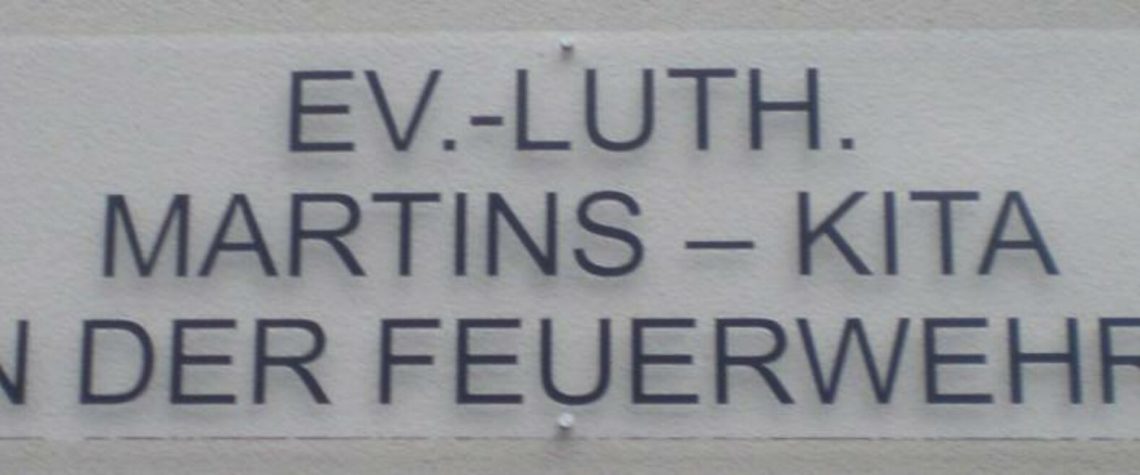 EV.-LUTH.
MARTINS – KITA
DER FEUERWEHR